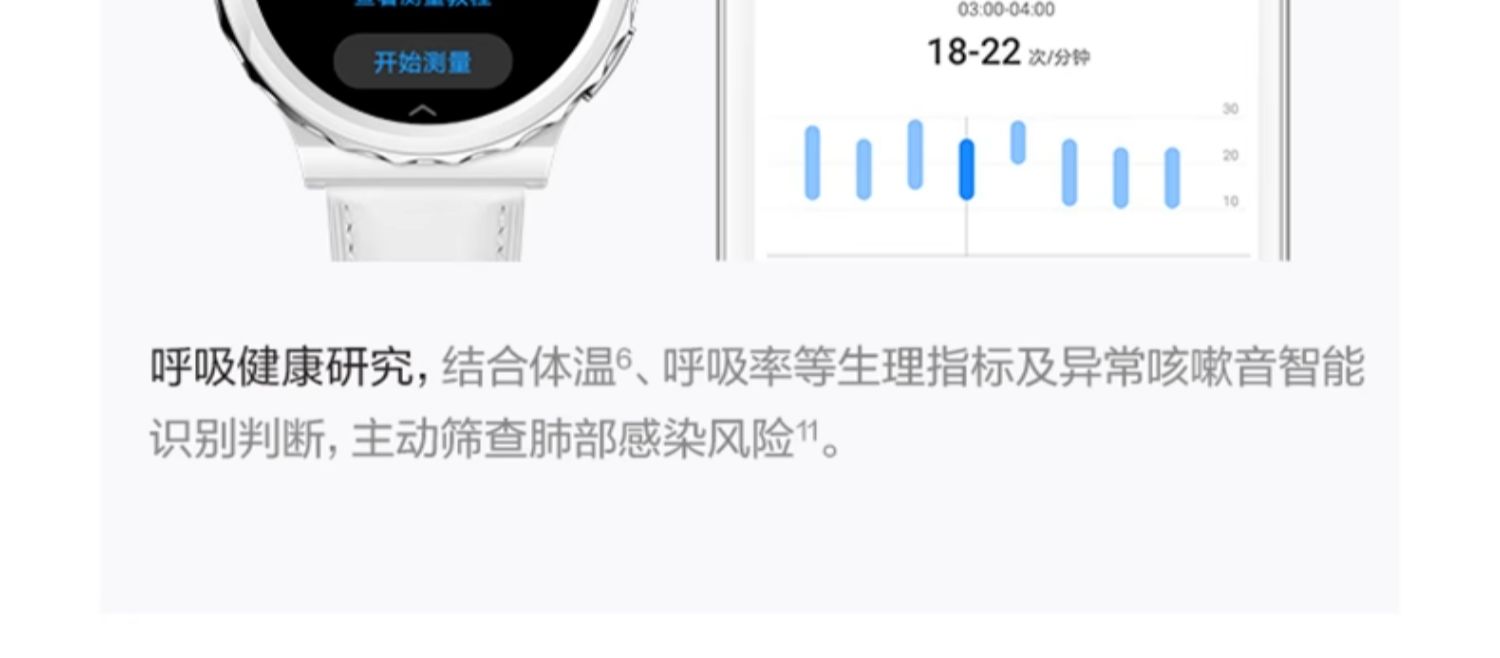 开始测量
03:00-04:00
18-22 次/分钟
30
20
10
呼吸健康研究，结合体温6、呼吸率等生理指标及异常咳嗽音智能
识别判断，主动筛查肺部感染风险11。